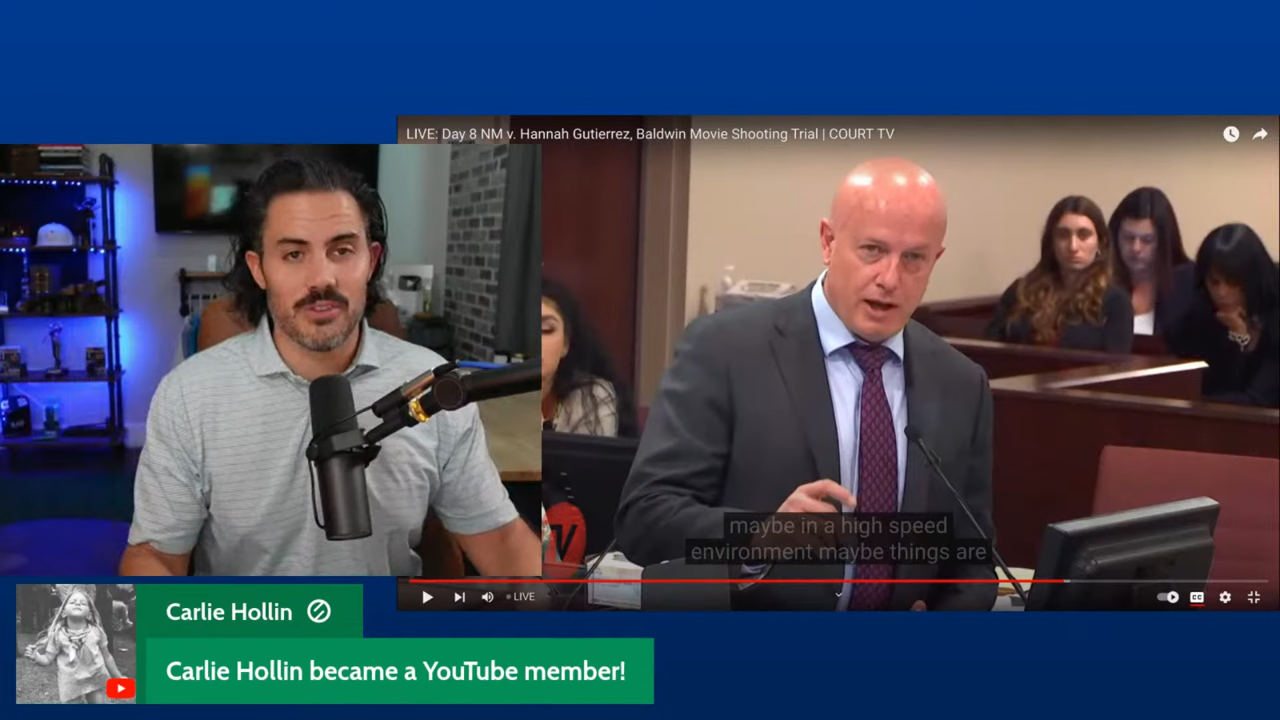 LIVE: Day 8 NM v. Hannah Gutierrez, Baldwin Movie Shooting Trial | COURT TV
maybe in a high speed
environment maybe things are
V
LIVE
CC
Carlie Hollin
Carlie Hollin became a YouTube member!